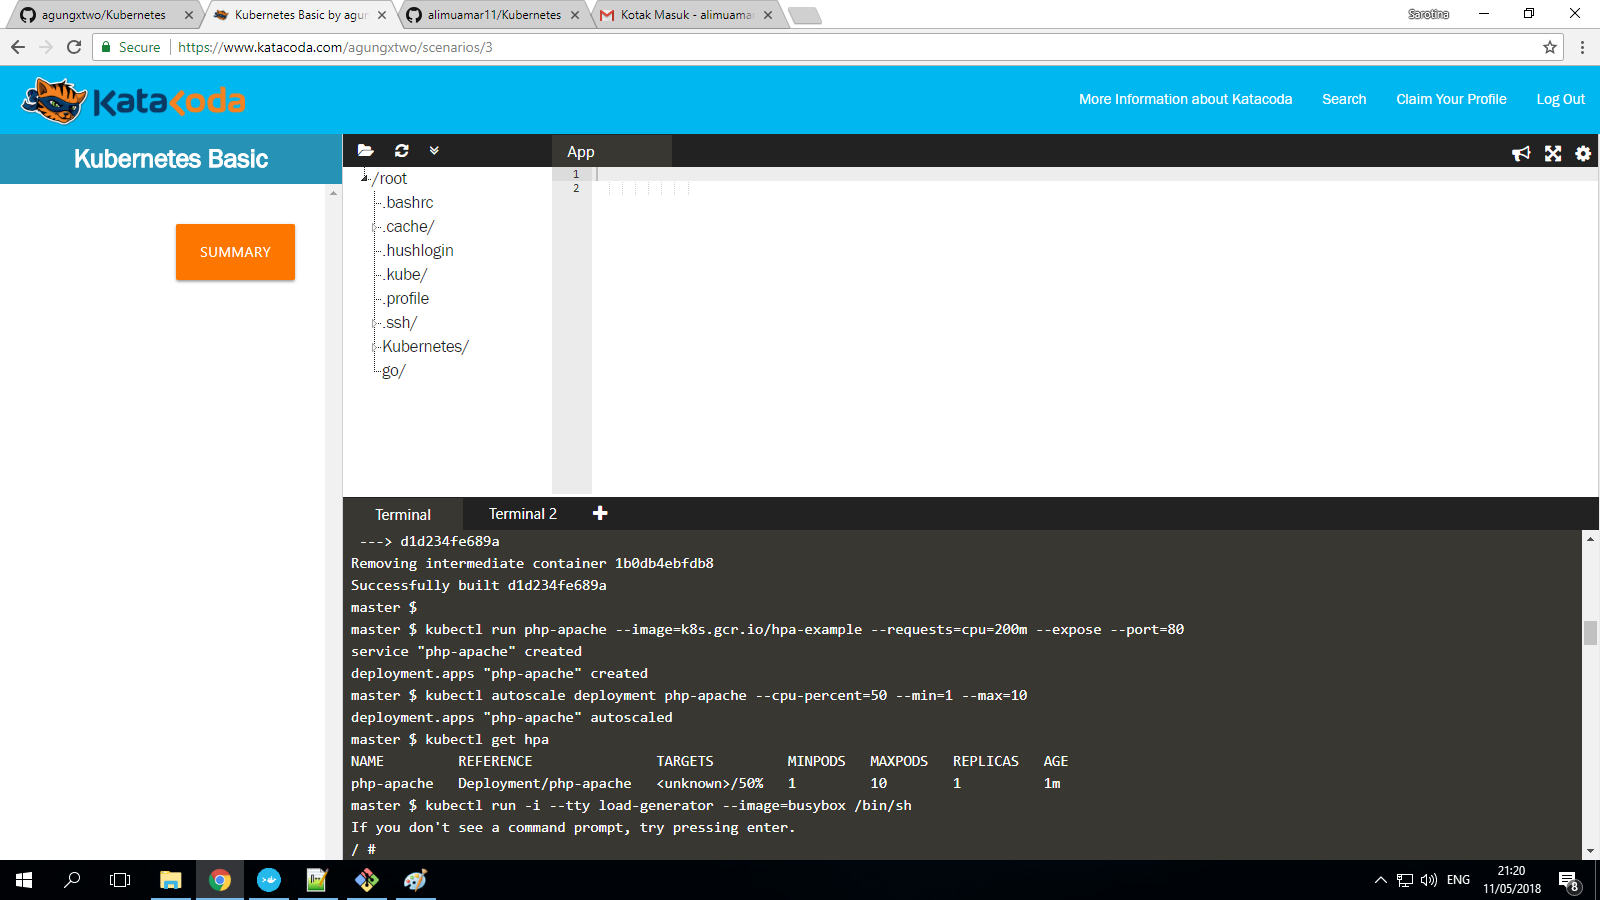 agungxtwo/Kubernetes
Kubernetes Basic by agun
alimuamar11/Kubernetes
Kotak Masuk - alimuamar
Sarotina
Secure
https://www.katacoda.com/agungxtwo/scenarios/3
KataKoda
More Information about Katacoda
Search
Claim Your Profile
Log Out
Kubernetes Basic
SUMMARY
/root
.bashrc
.cache/
.hushlogin
.kube/
.profile
.ssh/
Kubernetes/
go/
App
1
2
Terminal
Terminal 2
---> d1d234fe689a
Removing intermediate container 1b0db4ebfdb8
Successfully built d1d234fe689a
master $
master $ kubectl run php-apache --image=k8s.gcr.io/hpa-example --requests=cpu=200m --expose --port=80
service "php-apache" created
deployment.apps "php-apache" created
master $ kubectl autoscale deployment php-apache --cpu-percent=50 --min=1 --max=10
deployment.apps "php-apache" autoscaled
master $ kubectl get hpa
NAME REFERENCE TARGETS MINPODS MAXPODS REPLICAS AGE
php-apache Deployment/php-apache <unknown>/50% 1 10 1 1m
master $ kubectl run -i --tty load-generator --image=busybox /bin/sh
If you don't see a command prompt, try pressing enter.
/ #
ENG
21:20
11/05/2018
8